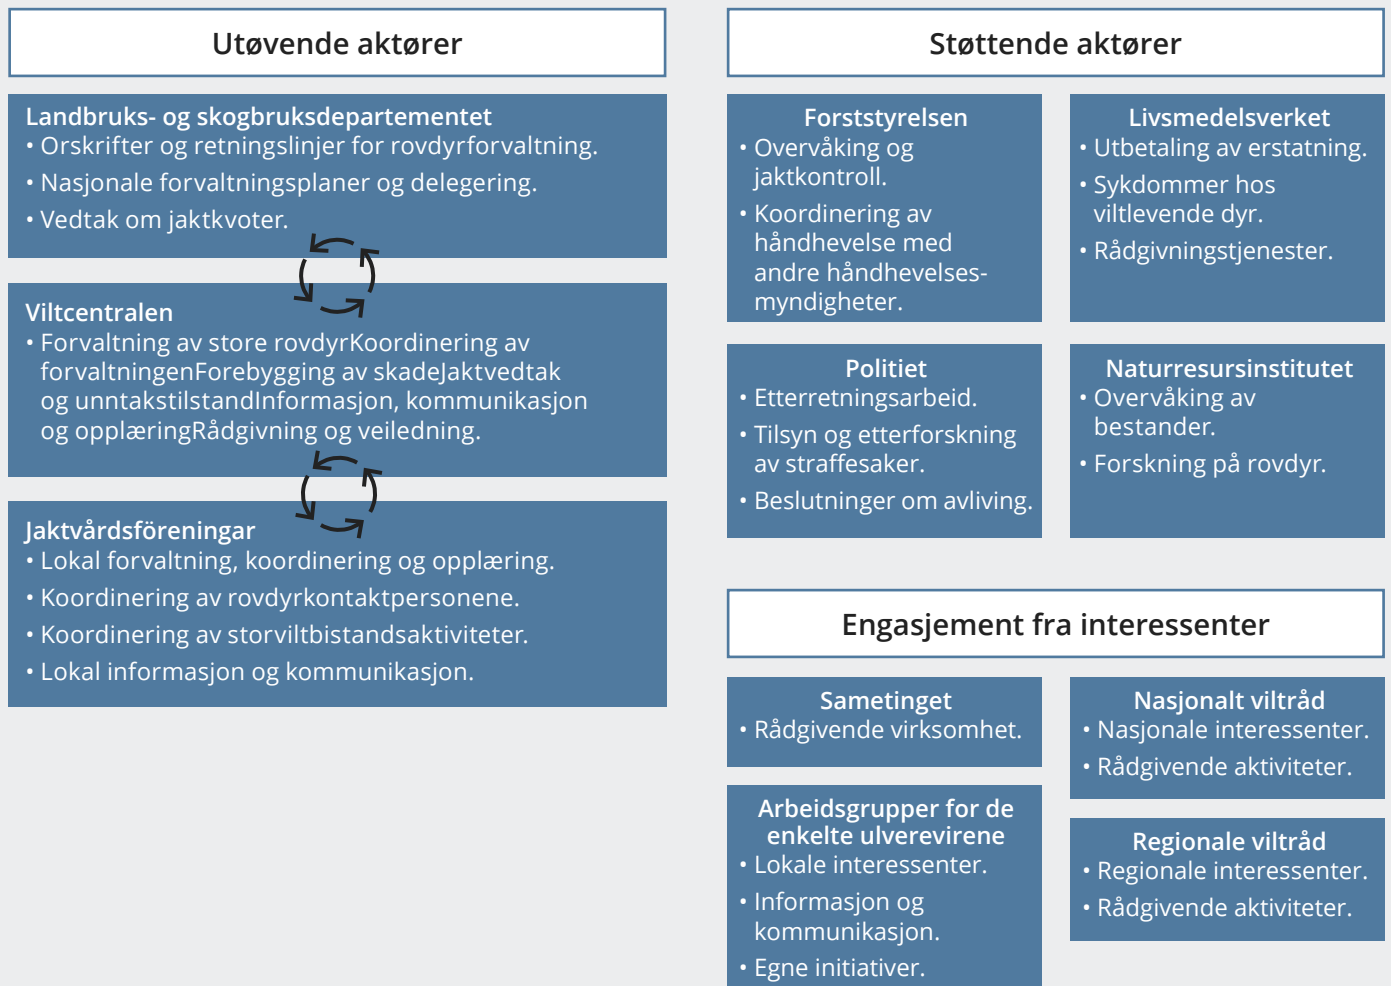 Utøvende aktører
Landbruks- og skogbruksdepartementet
• Orskrifter og retningslinjer for rovdyrforvaltning.
• Nasjonale forvaltningsplaner og delegering.
• Vedtak om jaktkvoter.
Viltcentralen
• Forvaltning av store rovdyrKoordinering av
forvaltningenForebygging av skadeJaktvedtak
og unntakstilstandInformasjon, kommunikasjon
og opplæringRådgivning og veiledning.
Jaktvårdsföreningar
• Lokal forvaltning, koordinering og opplæring.
• Koordinering av rovdyrkontaktpersonene.
• Koordinering av storviltbistandsaktiviteter.
• Lokal informasjon og kommunikasjon.
Støttende aktører
Forststyrelsen
• Overvåking og
jaktkontroll.
• Koordinering av
håndhevelse med
andre håndhevelses-
myndigheter.
Livsmedelsverket
• Utbetaling av erstatning.
• Sykdommer hos
viltlevende dyr.
• Rådgivningstjenester.
Politiet
• Etterretningsarbeid.
• Tilsyn og etterforskning
av straffesaker.
• Beslutninger om avliving.
Naturresursinstitutet
• Overvåking av
bestander.
• Forskning på rovdyr.
Engasjement fra interessenter
Sametinget
• Rådgivende virksomhet.
Nasjonalt viltråd
• Nasjonale interessenter.
• Rådgivende aktiviteter.
Arbeidsgrupper for de
enkelte ulverevirene
• Lokale interessenter.
• Informasjon og
kommunikasjon.
• Egne initiativer.
Regionale viltråd
• Regionale interessenter.
• Rådgivende aktiviteter.